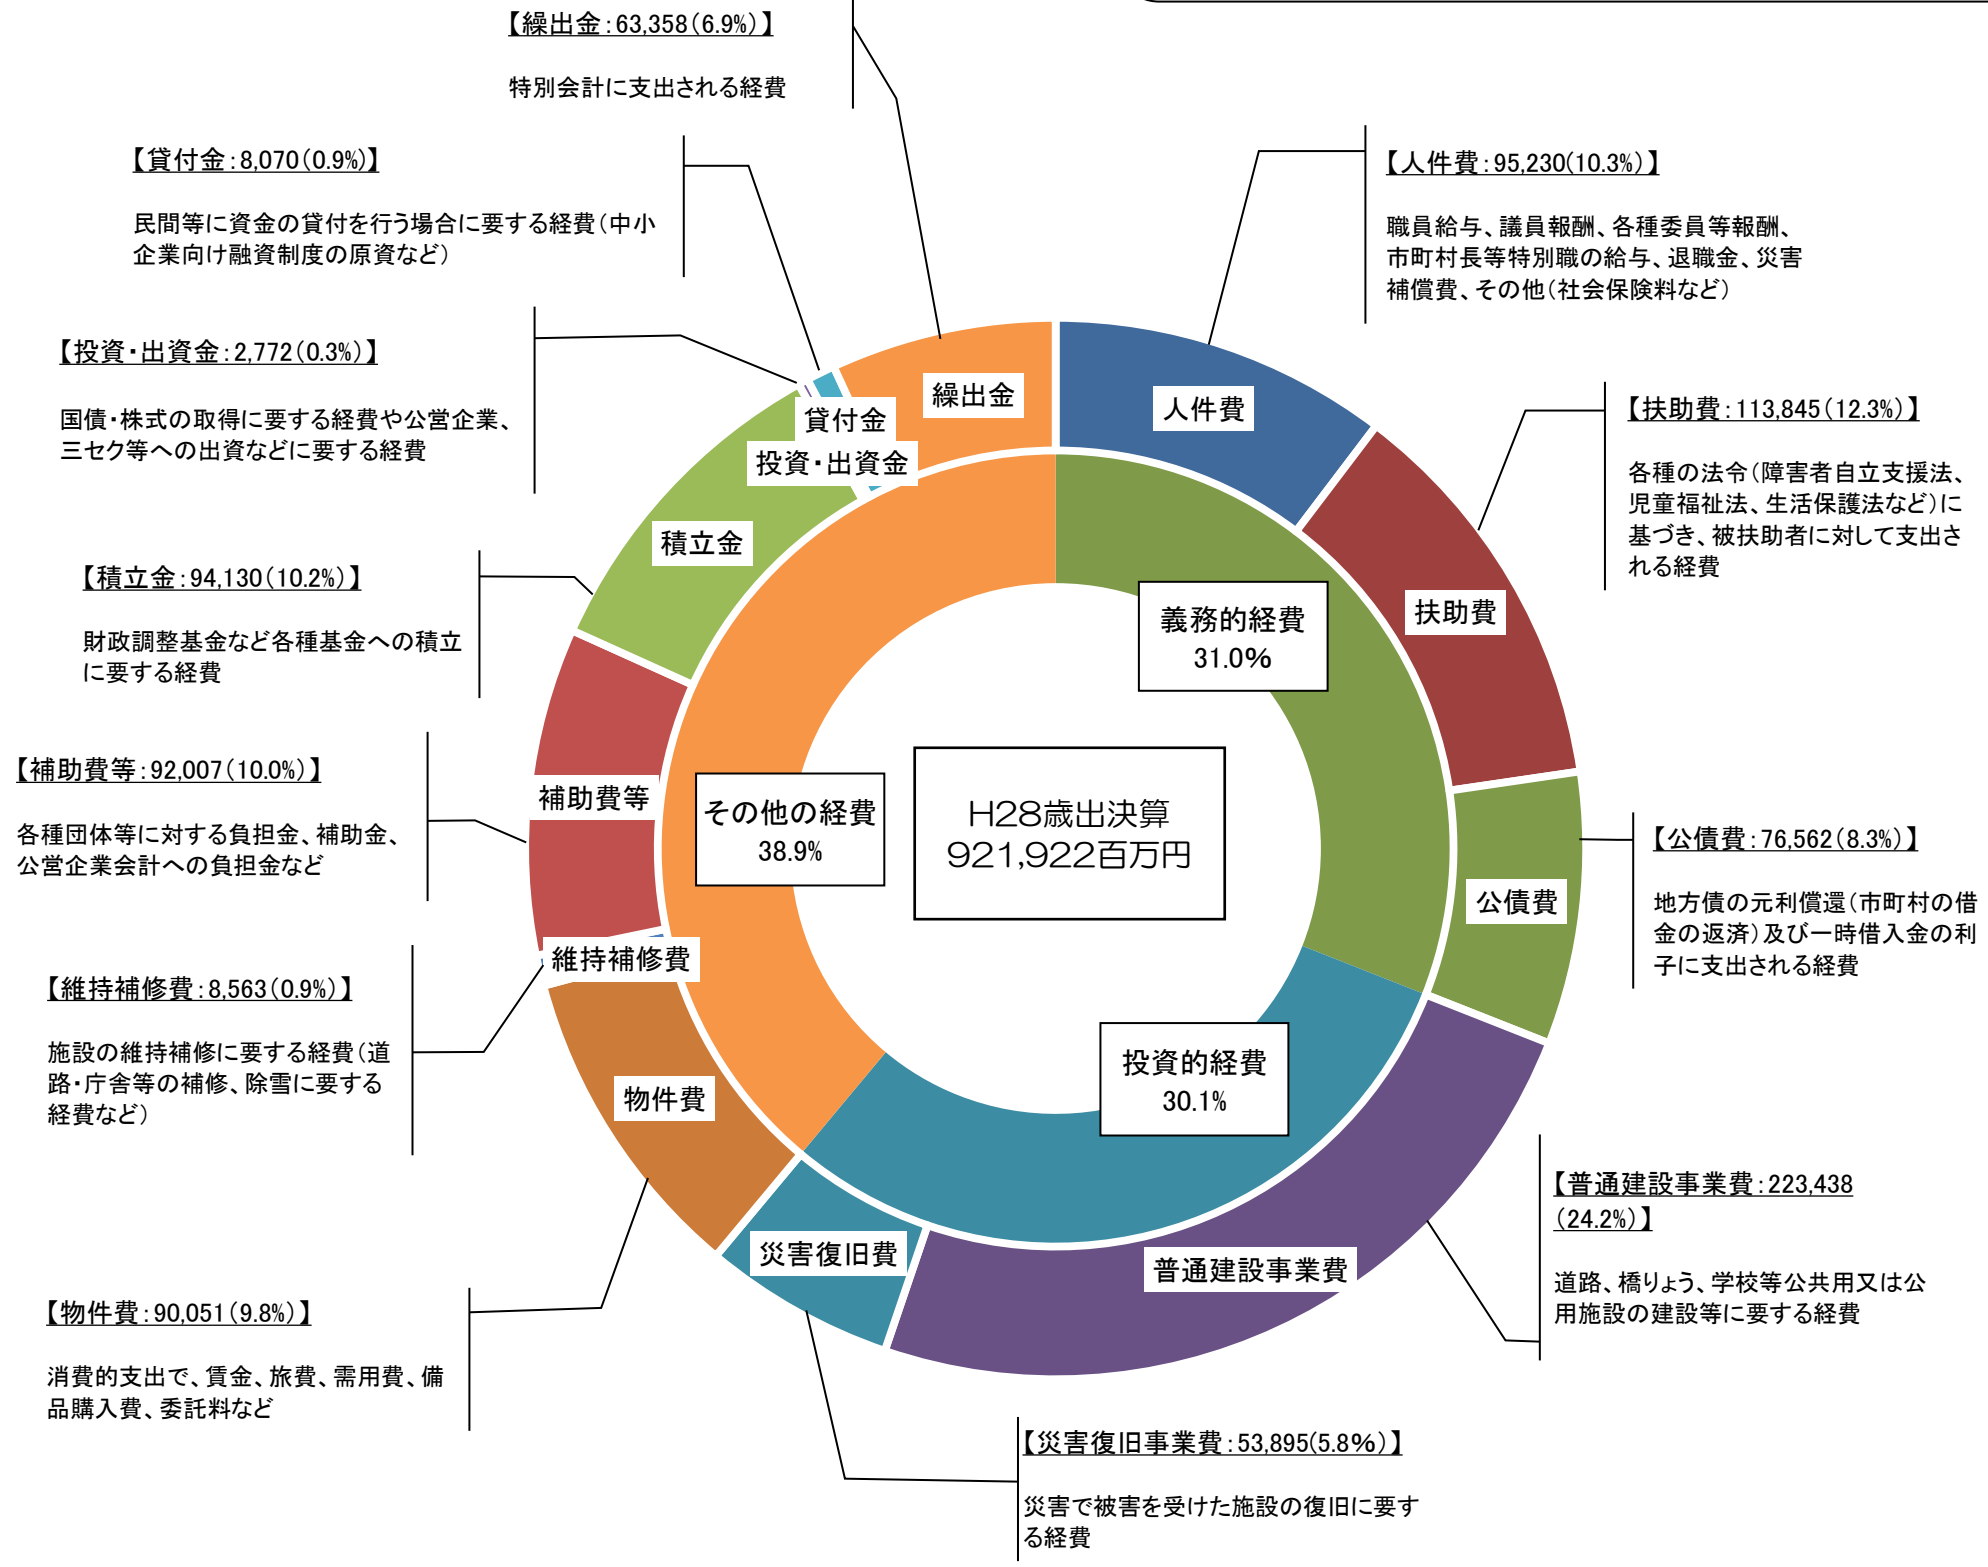 【繰出金：63,358（6.9%）】
特別会計に支出される経費
【貸付金：8,070（0.9%）】
民間等に資金の貸付を行う場合に要する経費（中小
企業向け融資制度の原資など）
【投資・出資金：2,772（0.3%）】
国債・株式の取得に要する経費や公営企業、
三セク等への出資などに要する経費
【積立金：94,130（10.2%）】
財政調整基金など各種基金への積立
に要する経費
【補助費等：92,007（10.0%）】
各種団体等に対する負担金、補助金、
公営企業会計への負担金など
【維持補修費：8,563（0.9%）】
施設の維持補修に要する経費（道
路・庁舎等の補修、除雪に要する
経費など）
【物件費：90,051（9.8%）】
消費的支出で、賃金、旅費、需用費、備
品購入費、委託料など
【人件費：95,230(10.3%)】
職員給与、議員報酬、各種委員等報酬、
市町村長等特別職の給与、退職金、災害
補償費、その他（社会保険料など）
【扶助費：113,845（12.3%）】
各種の法令（障害者自立支援法、
児童福祉法、生活保護法など）に
基づき、被扶助者に対して支出さ
れる経費
【公債費：76,562（8.3%）】
地方債の元利償還（市町村の借
金の返済）及び一時借入金の利
子に支出される経費
【普通建設事業費：223,438
（24.2%）】
道路、橋りょう、学校等公共用又は公
用施設の建設等に要する経費
【災害復旧事業費：53,895(5.8%)】
災害で被害を受けた施設の復旧に要す
る経費
繰出金
人件費
貸付金
投資・出資金
積立金
扶助費
義務的経費
31.0%
補助費等
その他の経費
38.9%
H28歳出決算
921,922百万円
公債費
維持補修費
投資的経費
30.1%
物件費
災害復旧費
普通建設事業費